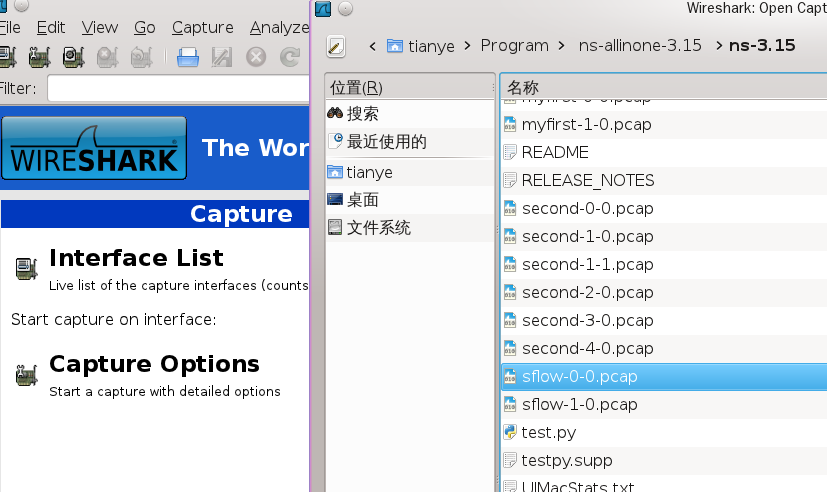 File Edit View Go Capture Analyze
Filter:
WIRESHARK The Wor
Capture
Interface List
Live list of the capture interfaces (counts
Start capture on interface:
Capture Options
Start a capture with detailed options
Wireshark: Open Capt
tianye Program ns-allinone-3.15 ns-3.15
位置(R)
搜索
最近使用的
tianye
桌面
文件系统
名称
myfirst-0-0.pcap
myfirst-1-0.pcap
README
RELEASE_NOTES
second-0-0.pcap
second-1-0.pcap
second-1-1.pcap
second-2-0.pcap
second-3-0.pcap
second-4-0.pcap
sflow-0-0.pcap
sflow-1-0.pcap
test.py
testpy.supp
UlMacStats.txt